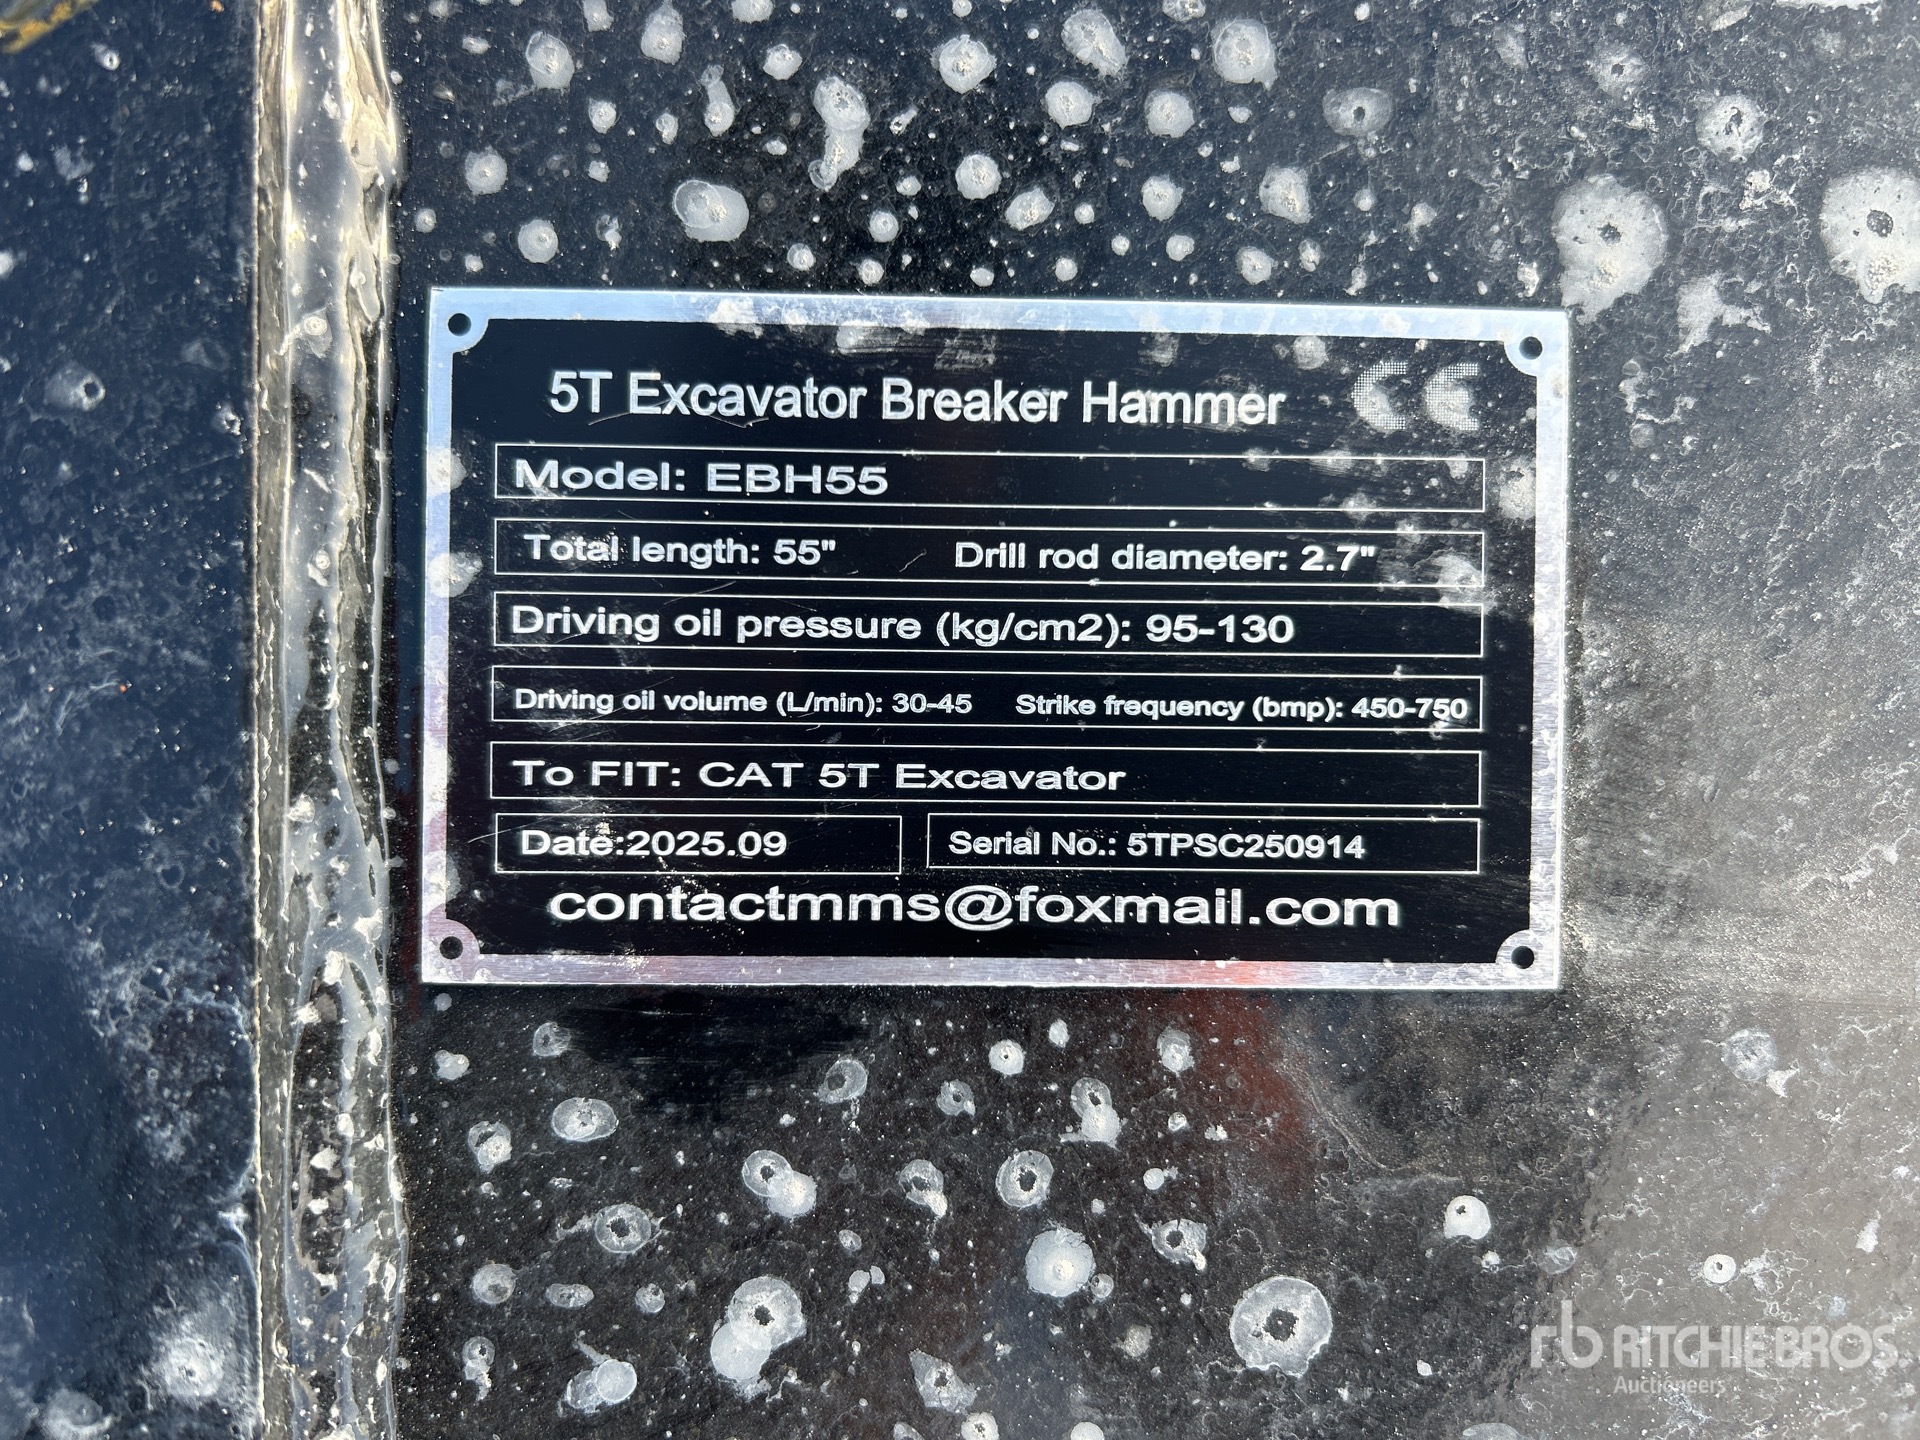 5T Excavator Breaker Hammer CE
Model: EBH55
Total length: 55" Drill rod diameter: 2.7"
Driving oil pressure (kg/cm2): 95-130
Driving oil volume (L/min): 30-45 Strike frequency (bmp): 450-750
To FIT: CAT 5T Excavator
Date:2025.09 Serial No.: 5TPSC250914
contactmms@foxmail.com
rb RITCHIE BROS.
Auctioneers